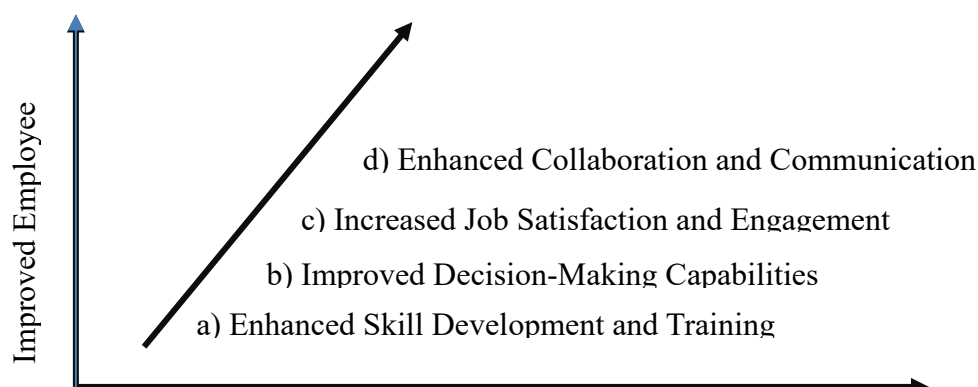 Improved Employee
d) Enhanced Collaboration and Communication
c) Increased Job Satisfaction and Engagement
b) Improved Decision-Making Capabilities
a) Enhanced Skill Development and Training